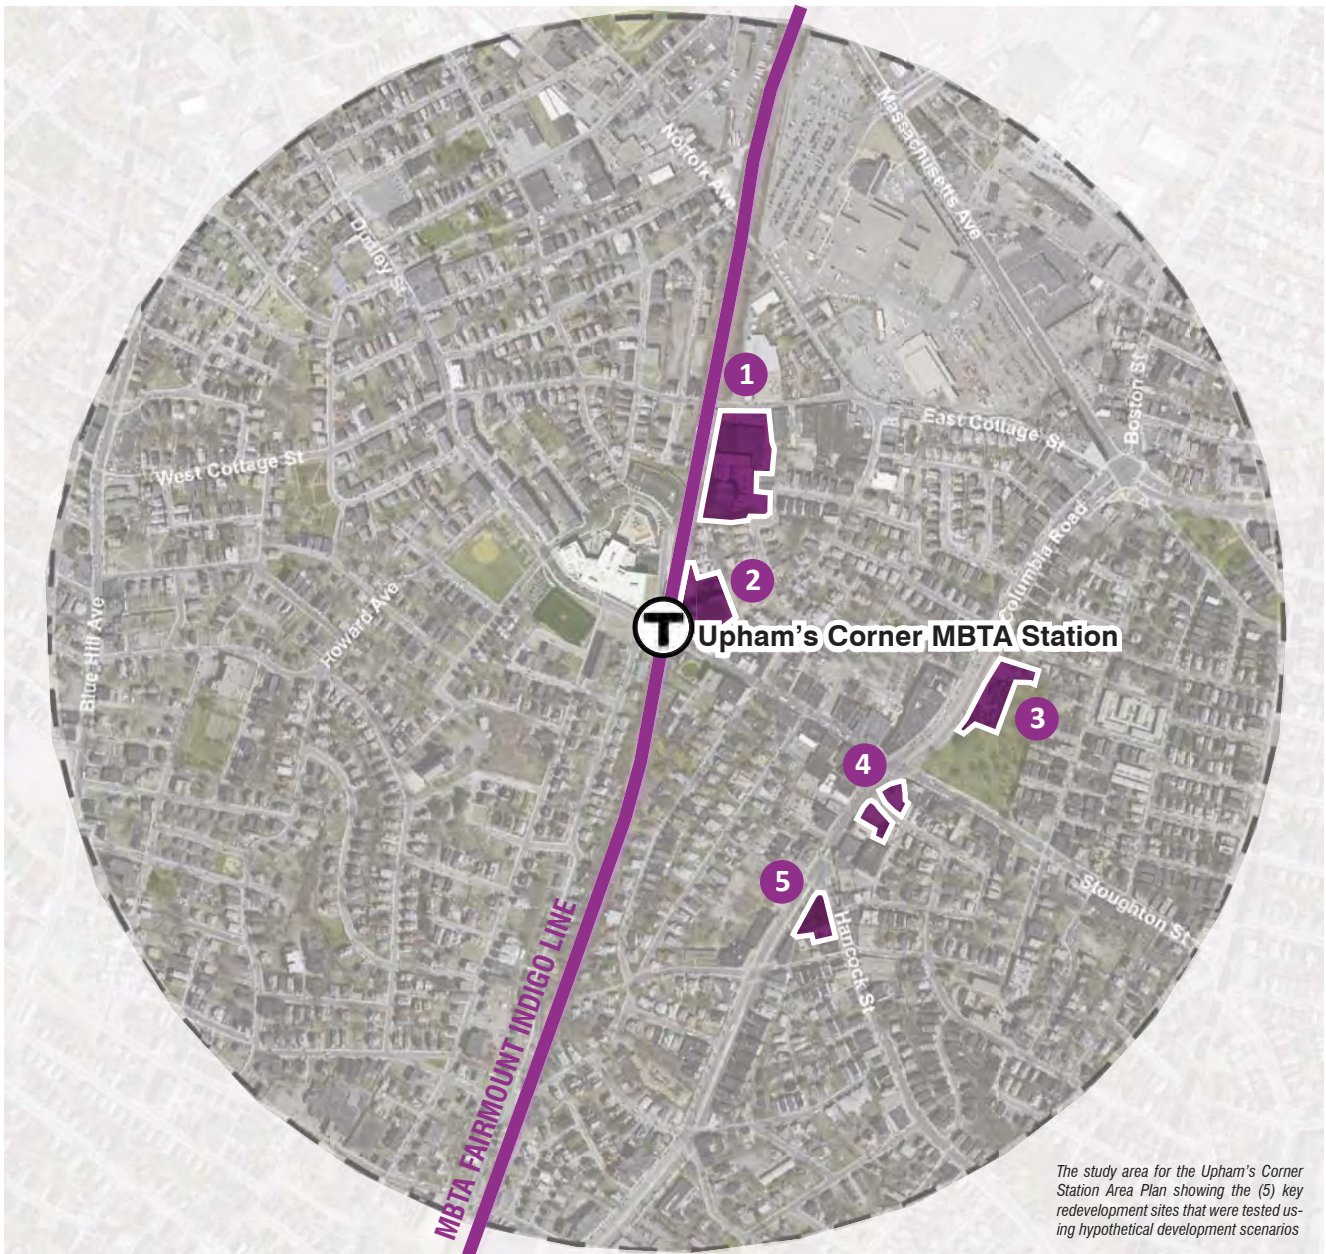 Massachusetts Ave
Norfolk Ave
Dudley St
1
Boston St
East Cottage St
West Cottage St
Columbia Road
2
T
Upham's Corner MBTA Station
Howard Ave
Blue Hill Ave
3
4
5
Stoughton St
Hancock St
MBTA FAIRMOUNT INDIGO LINE
The study area for the Upham's Corner
Station Area Plan showing the (5) key
redevelopment sites that were tested us-
ing hypothetical development scenarios